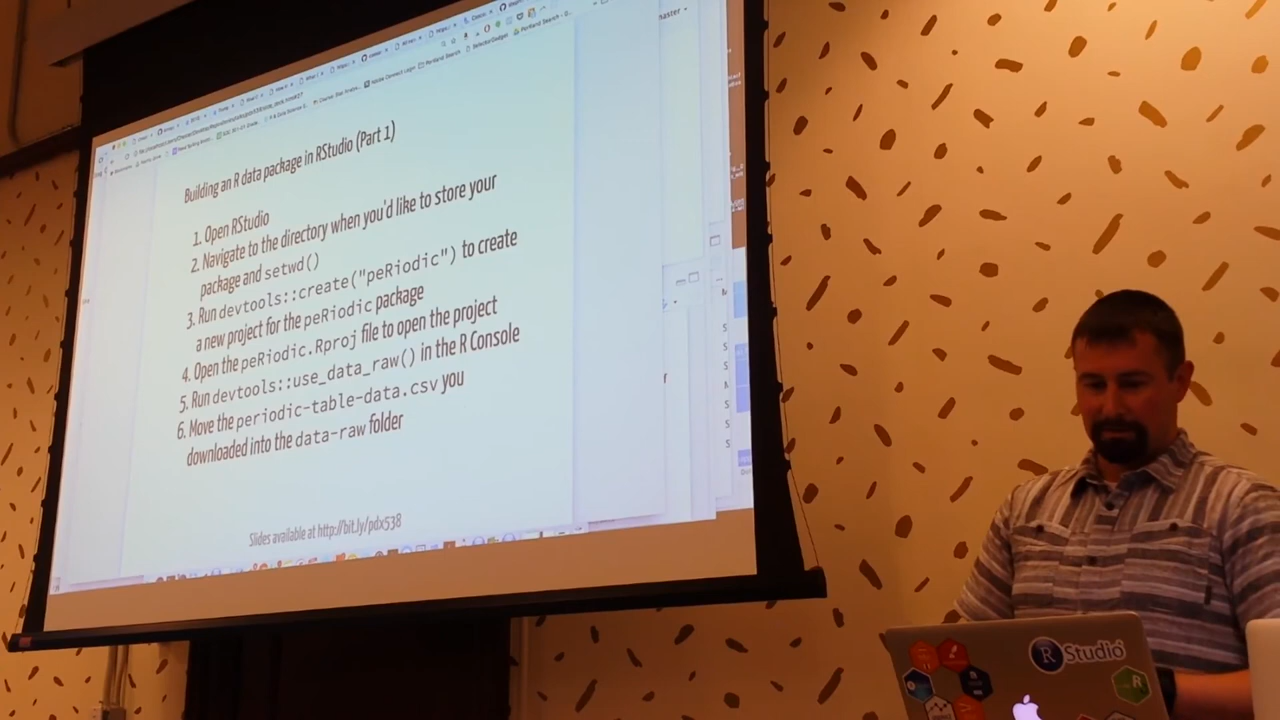 Building an R data package in RStudio (Part 1)
1. Open RStudio
2. Navigate to the directory when you'd like to store your
package and setwd()
3. Run devtools::create("peRiodic") to create
a new project for the peRiodic package
4. Open the peRiodic.Rproj file to open the project
5. Run devtools::use_data_raw() in the R Console
6. Move the periodic-table-data.csv you
downloaded into the data-raw folder
Slides available at http://bit.ly/pdx538
R Studio
R